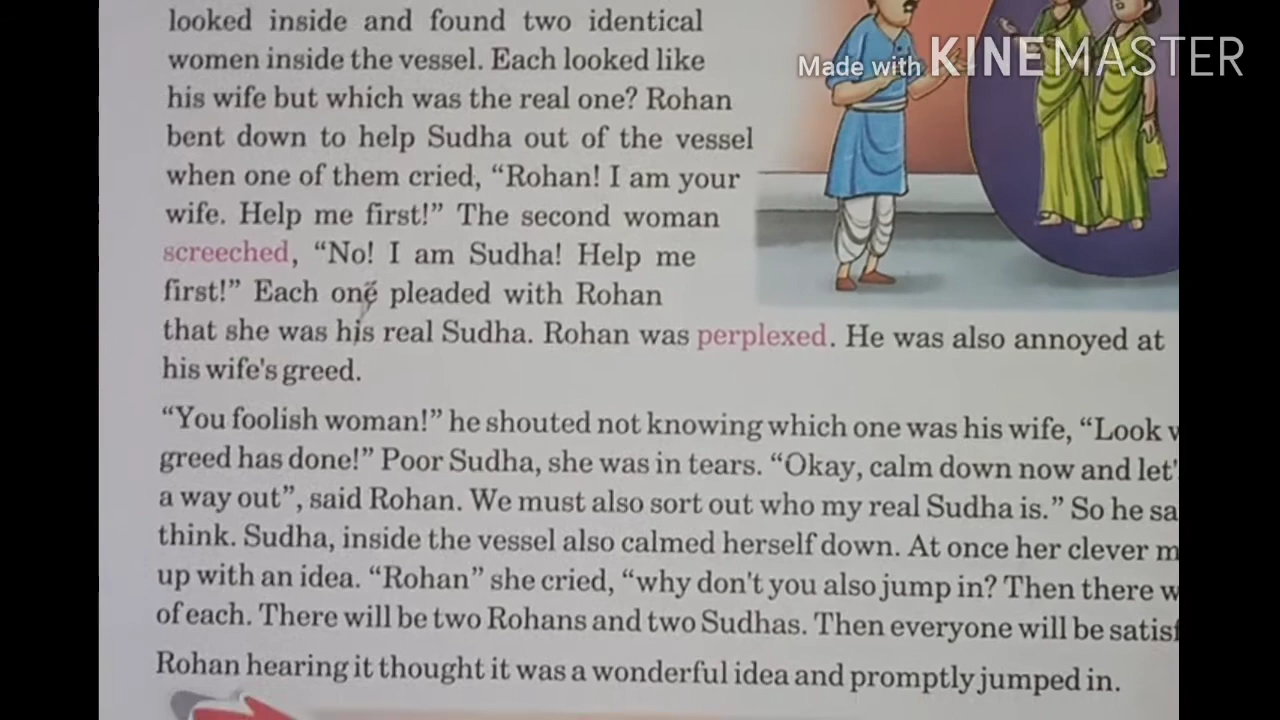 looked inside and found two identical
women inside the vessel. Each looked like
his wife but which was the real one? Rohan
bent down to help Sudha out of the vessel
when one of them cried, “Rohan! I am your
wife. Help me first!” The second woman
screeched, “No! I am Sudha! Help me
first!” Each one pleaded with Rohan
that she was his real Sudha. Rohan was perplexed. He was also annoyed at
his wife's greed.
“You foolish woman!” he shouted not knowing which one was his wife, “Look
greed has done!” Poor Sudha, she was in tears. “Okay, calm down now and let'
a way out”, said Rohan. We must also sort out who my real Sudha is.” So he
think. Sudha, inside the vessel also calmed herself down. At once her clever
up with an idea. “Rohan” she cried, “why don't you also jump in? Then there
of each. There will be two Rohans and two Sudhas. Then everyone will be
Rohan hearing it thought it was a wonderful idea and promptly jumped in.
Made with KINEMASTER